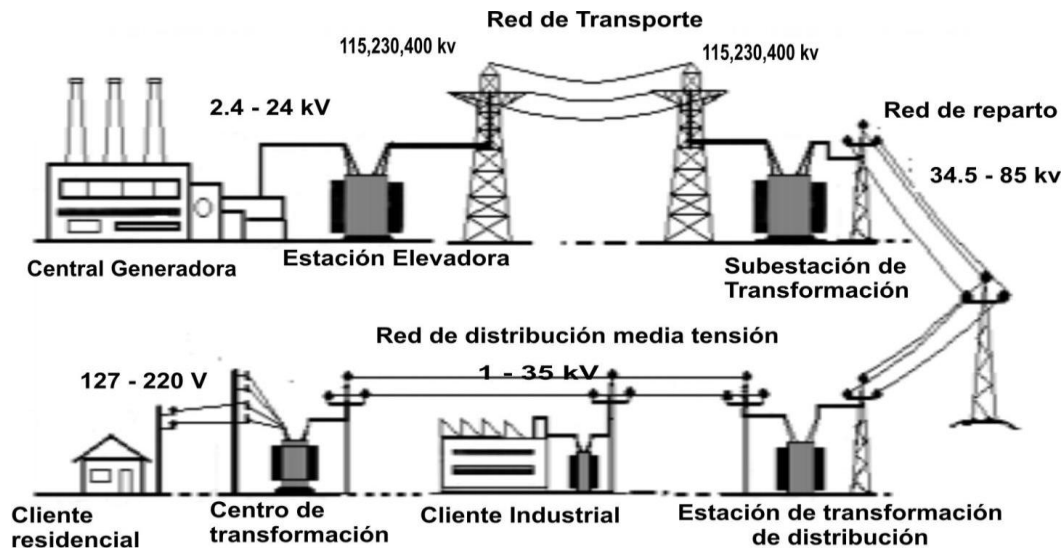 Red de Transporte
115,230,400 kv
115,230,400 kv
2.4 - 24 kV
Red de reparto
34.5 - 85 kv
Central Generadora
Estación Elevadora
Subestación de
Transformación
Red de distribución media tensión
1 - 35 kV
127 - 220 V
Cliente
residencial
Centro de
transformación
Cliente Industrial
Estación de transformación
de distribución